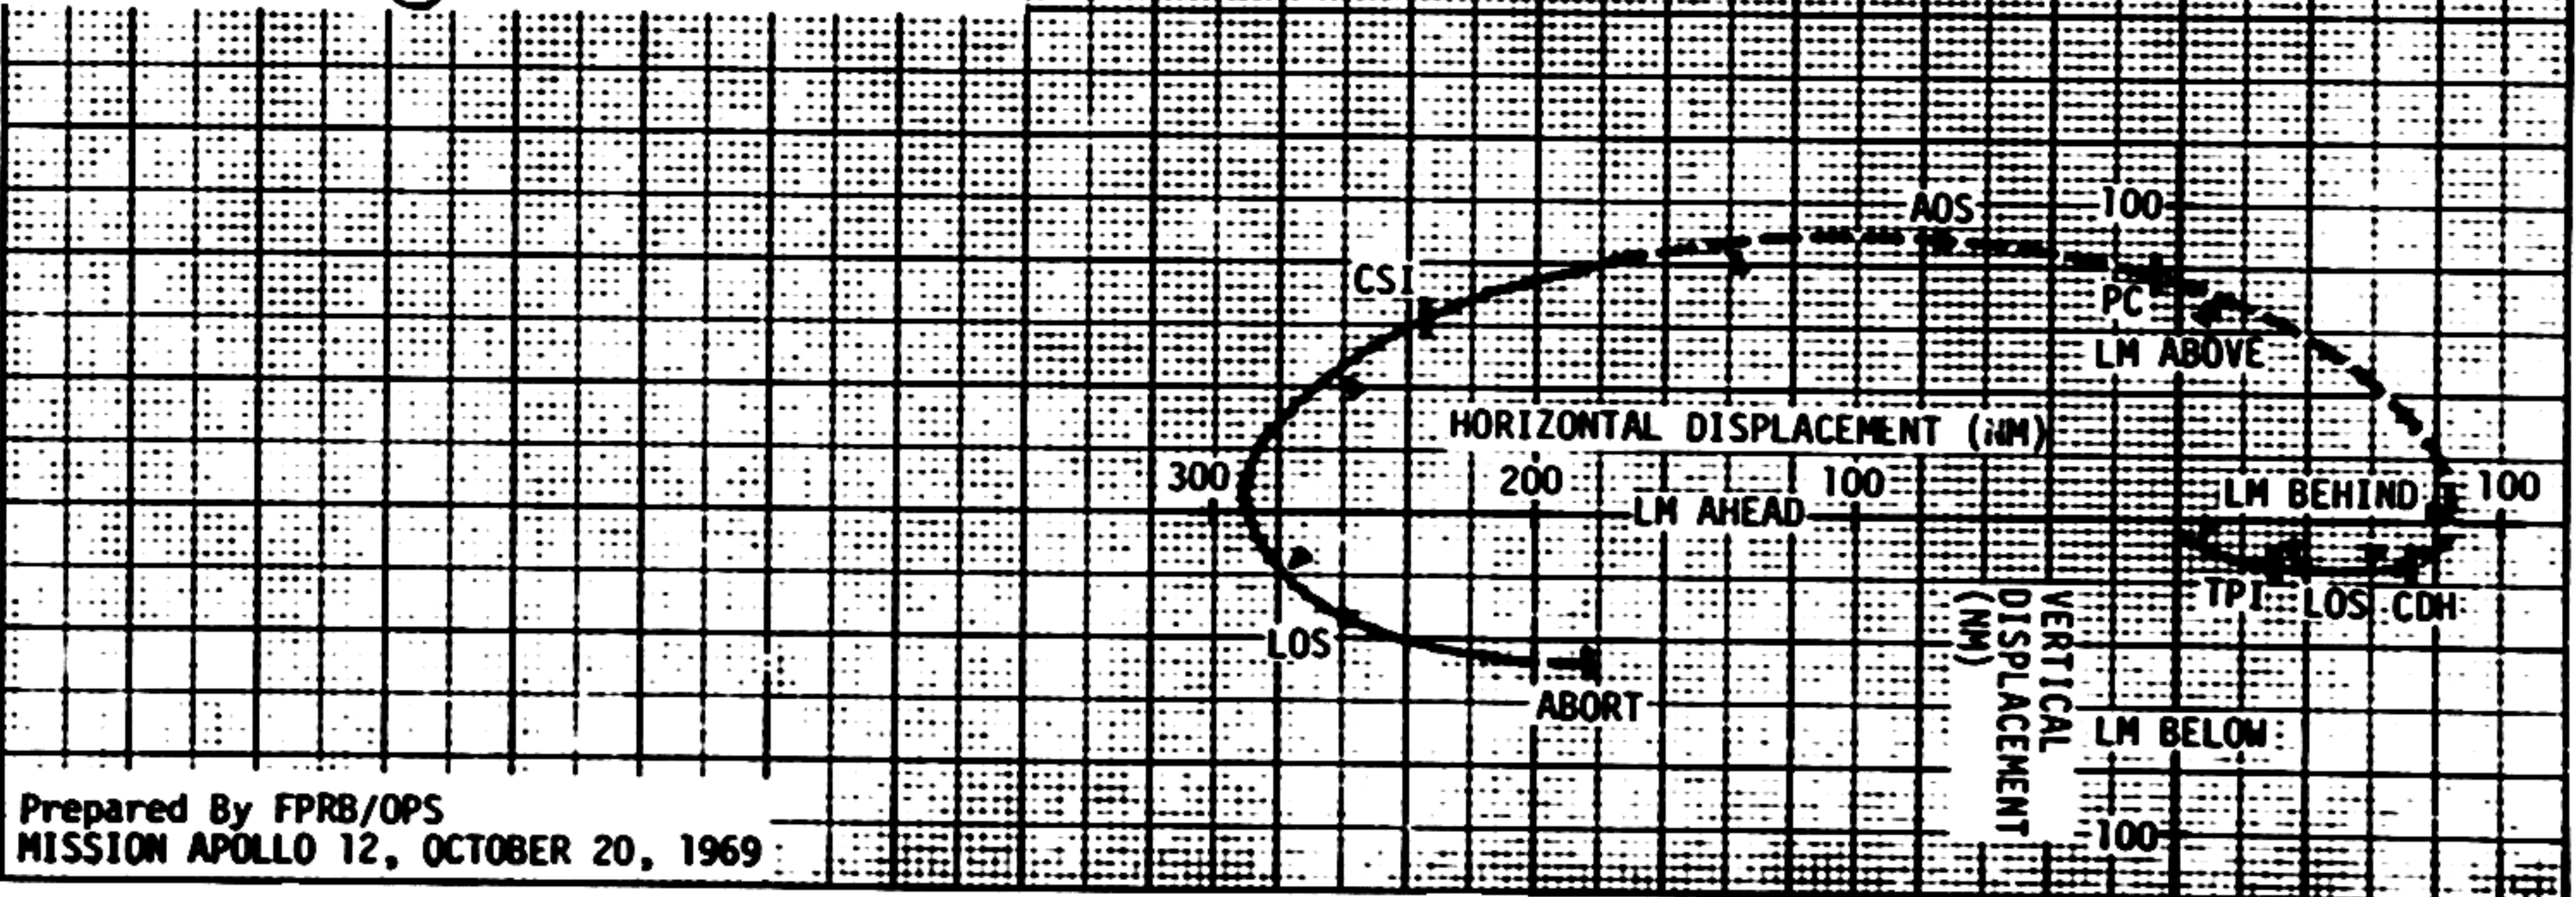 AOS
100
CSI
PC
LM ABOVE
HORIZONTAL DISPLACEMENT (NM)
300
200
100
LM BEHIND
100
LM AHEAD
TPI
LOS
CDH
VERTICAL
DISPLACEMENT
(NM)
LOS
ABORT
LM BELOW
100
Prepared By FPRB/OPS
MISSION APOLLO 12, OCTOBER 20, 1969